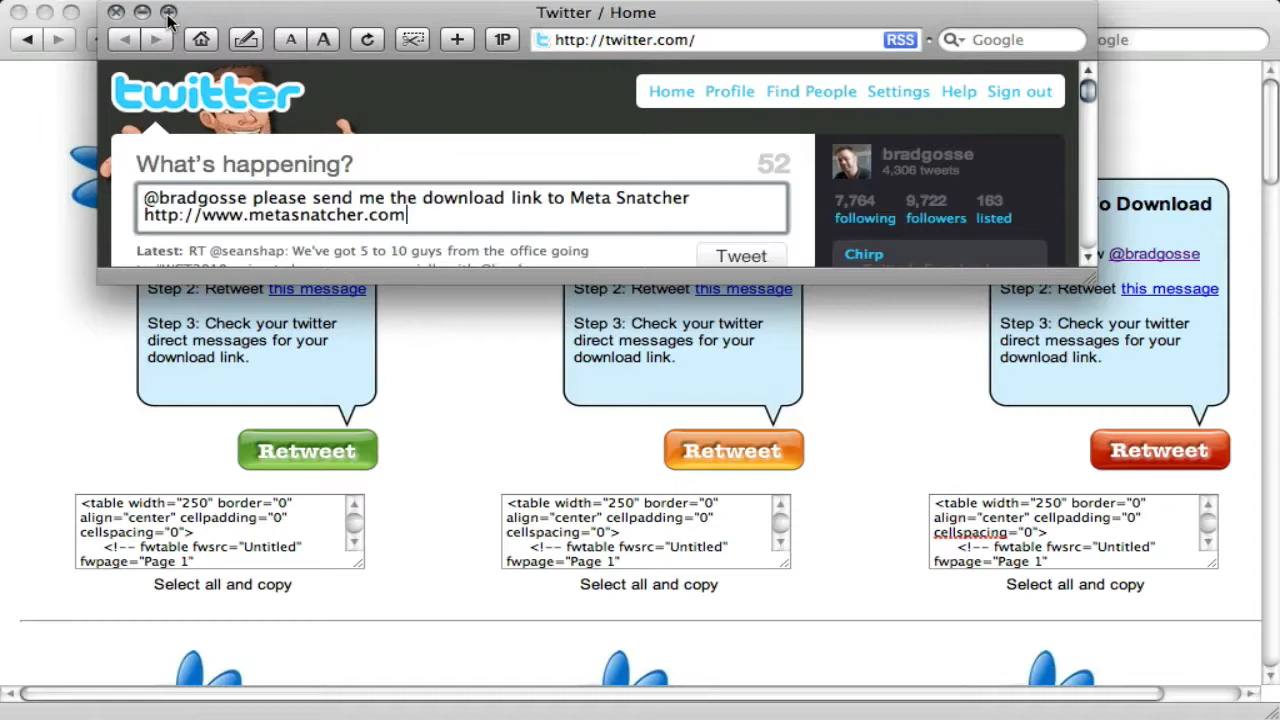 Twitter / Home
A A 1P http://twitter.com/ RSS Google ogle
twitter
Home Profile Find People Settings Help Sign out
What's happening? 52
@bradgosse please send me the download link to Meta Snatcher
http://www.metasnatcher.com
Latest: RT @seanshap: We've got 5 to 10 guys from the office going
Tweet
bradgosse
4,306 tweets
7,764 9,722 163
following followers listed
Chirp
o Download
w @bradgosse
Step 2: Retweet this message
Step 3: Check your twitter
direct messages for your
download link.
Retweet
<table width="250" border="0"
align="center" cellpadding="0"
cellspacing="0">
<!-- fwtable fwsrc="Untitled"
fwpage="Page 1"
Select all and copy
Step 2: Retweet this message
Step 3: Check your twitter
direct messages for your
download link.
Retweet
<table width="250" border="0"
align="center" cellpadding="0"
cellspacing="0">
<!-- fwtable fwsrc="Untitled"
fwpage="Page 1"
Select all and copy
Step 2: Retweet this message
Step 3: Check your twitter
direct messages for your
download link.
Retweet
<table width="250" border="0"
align="center" cellpadding="0"
cellspacing="0">
<!-- fwtable fwsrc="Untitled"
fwpage="Page 1"
Select all and copy